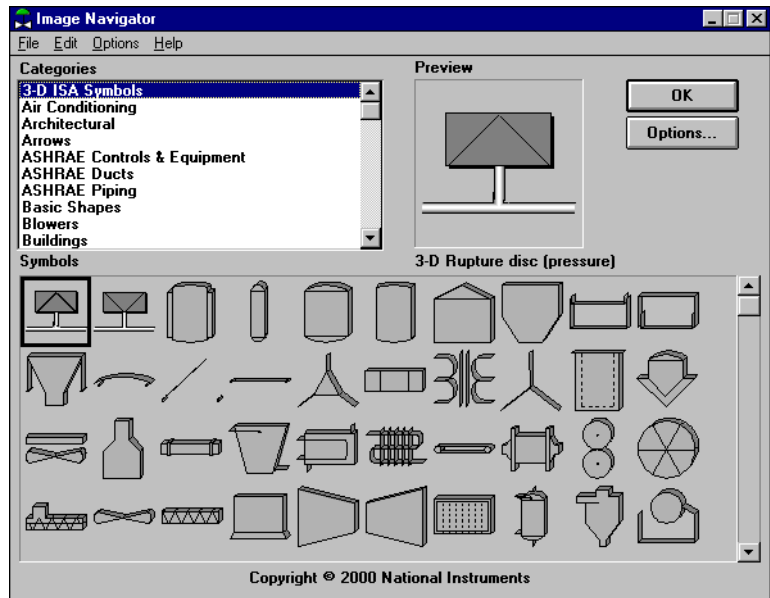 Image Navigator
File Edit Options Help
Categories
3-D ISA Symbols
Air Conditioning
Architectural
Arrows
ASHRAE Controls & Equipment
ASHRAE Ducts
ASHRAE Piping
Basic Shapes
Blowers
Buildings
Preview
OK
Options...
Symbols
3-D Rupture disc (pressure)
Copyright © 2000 National Instruments